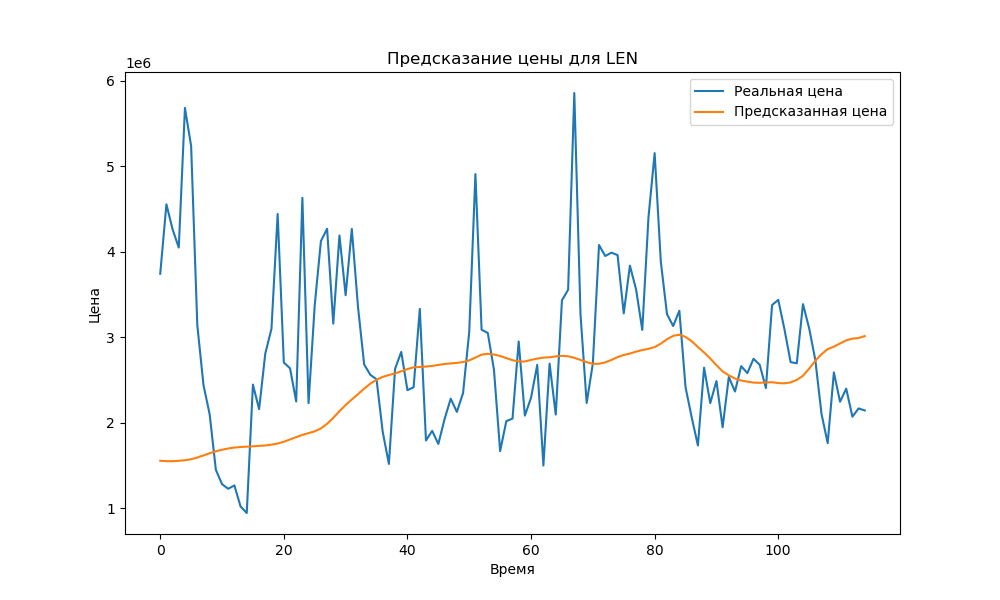 Предсказание цены для LEN
1e6
Реальная цена
Предсказанная цена
6
5
4
3
2
1
Цена
0 20 40 60 80 100
Время